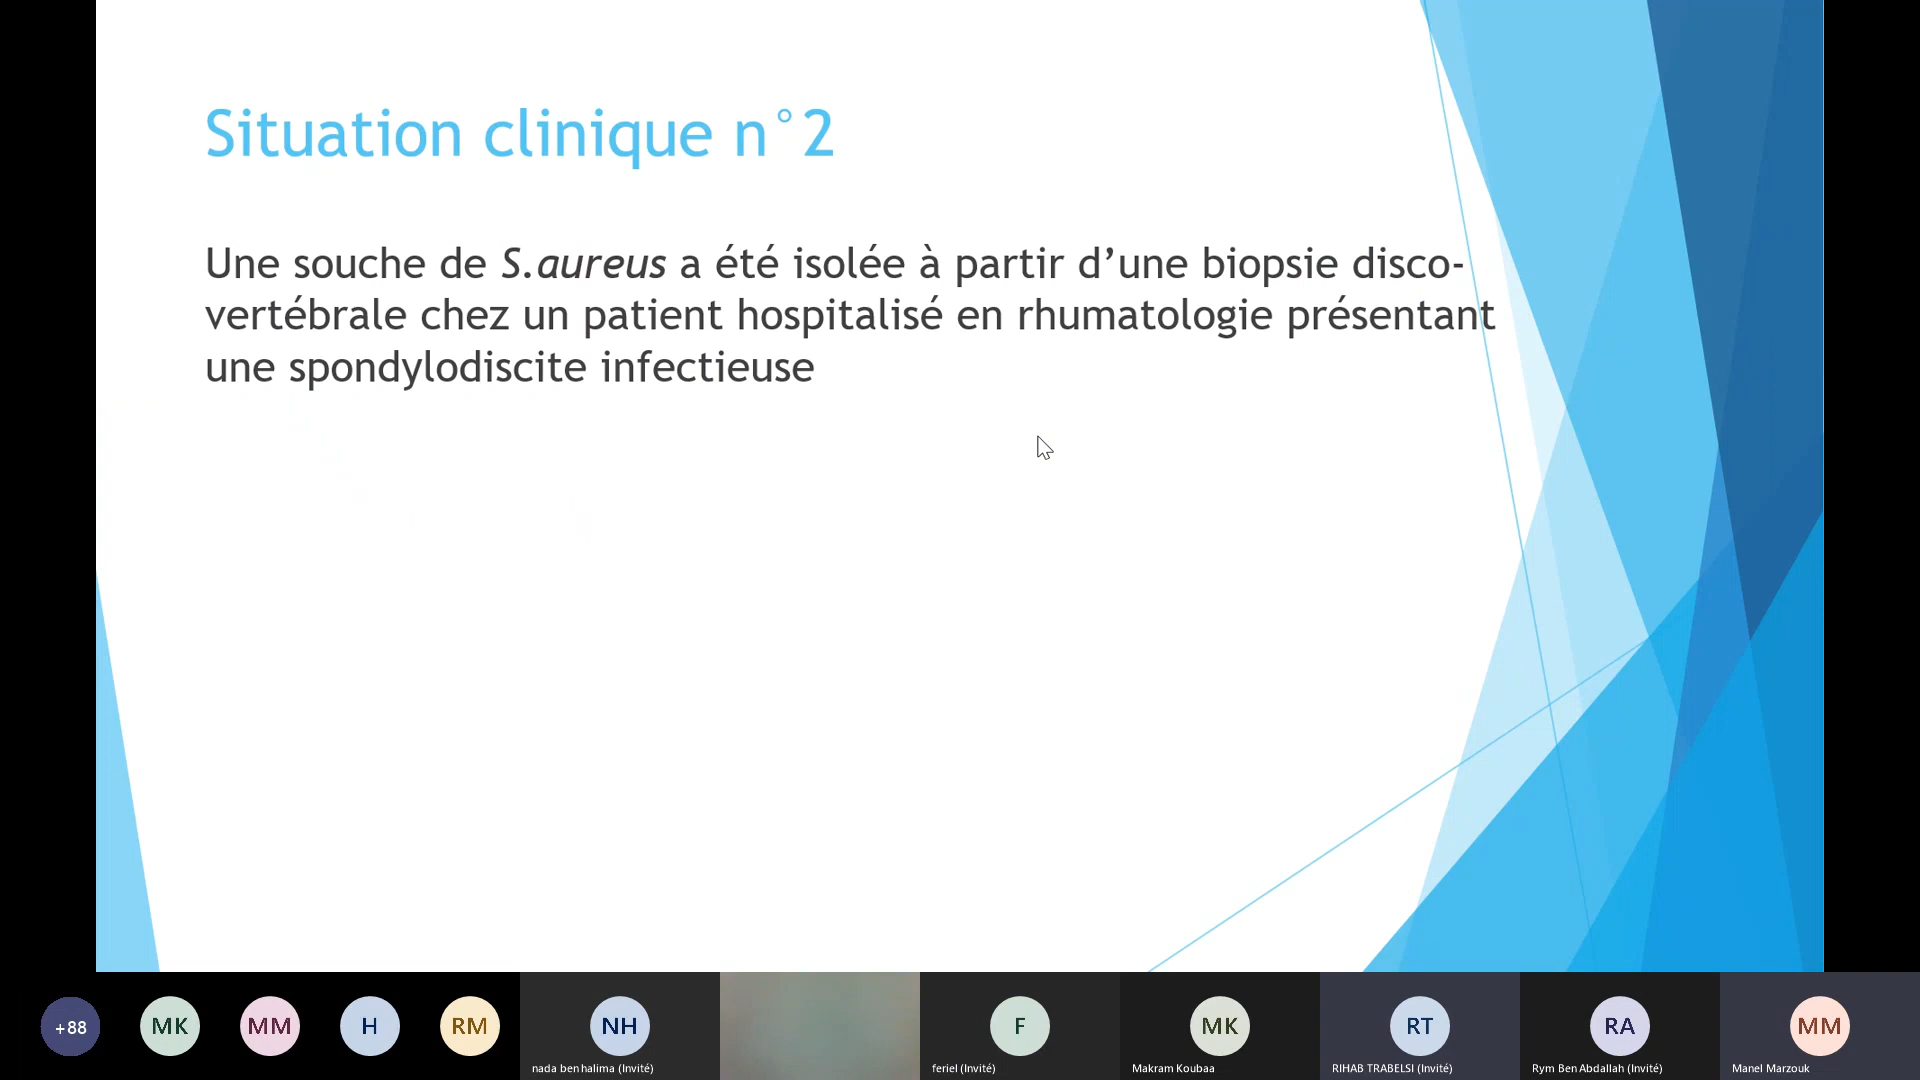 Situation clinique n°2
Une souche de S.aureus a été isolée à partir d’une biopsie disco-
vertébrale chez un patient hospitalisé en rhumatologie présentant
une spondylodiscite infectieuse
+88
MK
MM
H
RM
NH
nada ben halima (Invité)
F
feriel (Invité)
MK
Makram Koubaa
RT
RIHAB TRABELSI (Invité)
RA
Rym Ben Abdallah (Invité)
MM
Manel Marzouk